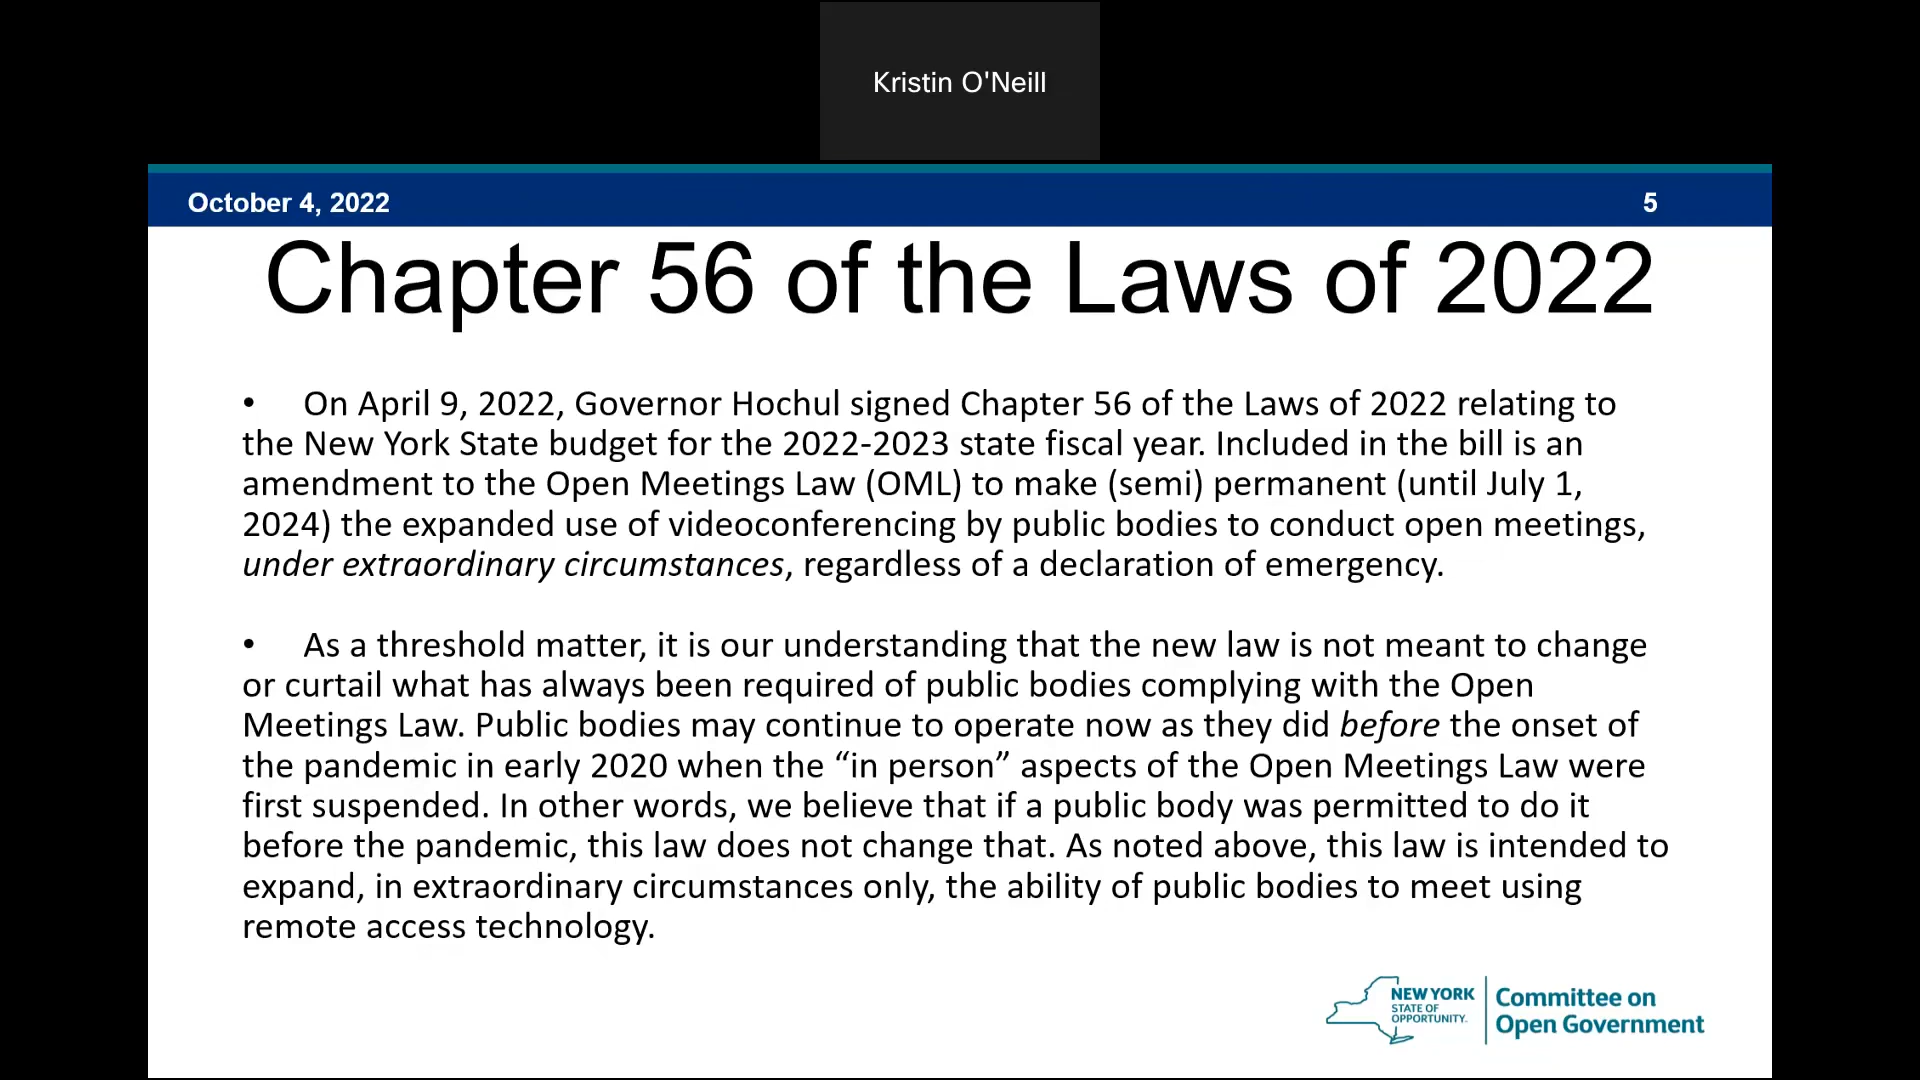 Kristin O'Neill
October 4, 2022
5
Chapter 56 of the Laws of 2022
• On April 9, 2022, Governor Hochul signed Chapter 56 of the Laws of 2022 relating to
the New York State budget for the 2022-2023 state fiscal year. Included in the bill is an
amendment to the Open Meetings Law (OML) to make (semi) permanent (until July 1,
2024) the expanded use of videoconferencing by public bodies to conduct open meetings,
under extraordinary circumstances, regardless of a declaration of emergency.
• As a threshold matter, it is our understanding that the new law is not meant to change
or curtail what has always been required of public bodies complying with the Open
Meetings Law. Public bodies may continue to operate now as they did before the onset of
the pandemic in early 2020 when the “in person” aspects of the Open Meetings Law were
first suspended. In other words, we believe that if a public body was permitted to do it
before the pandemic, this law does not change that. As noted above, this law is intended to
expand, in extraordinary circumstances only, the ability of public bodies to meet using
remote access technology.
NEW YORK
STATE OF
OPPORTUNITY.
Committee on
Open Government